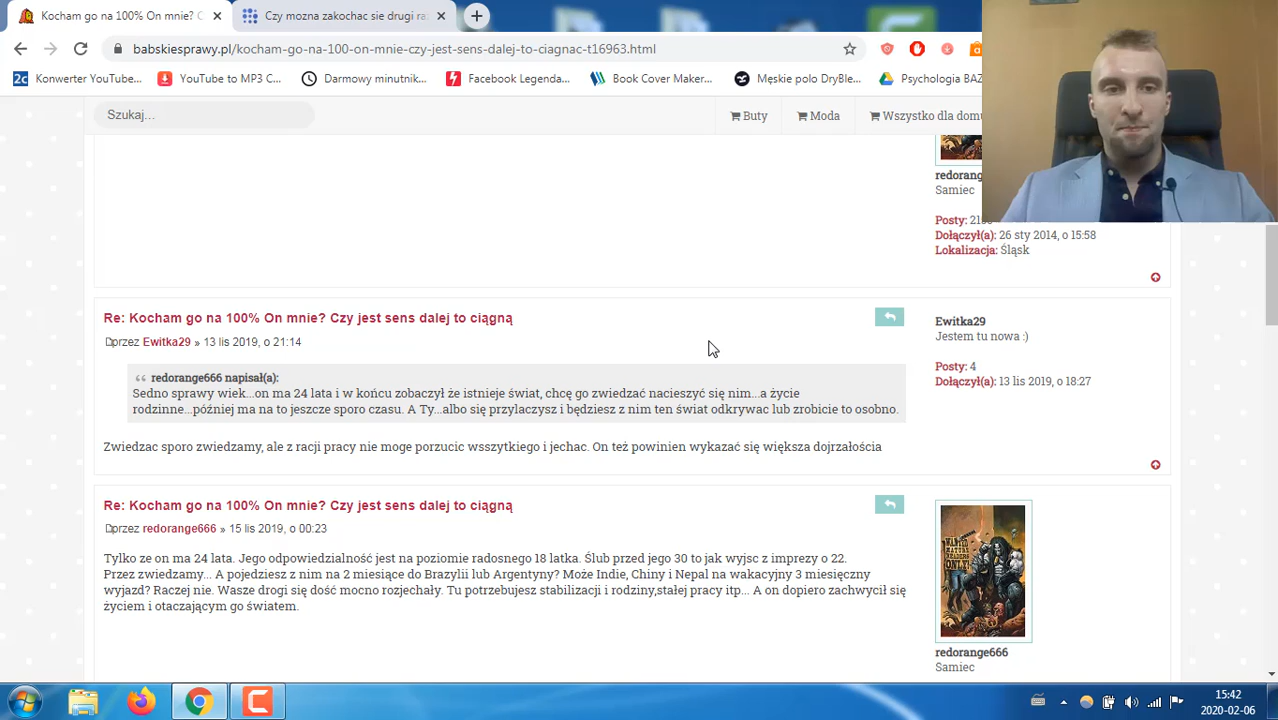 Kocham go na 100% On mnie? C
Czy mozna zakochac sie drugi ra
babskiesprawy.pl/kocham-go-na-100-on-mnie-czy-jest-sens-dalej-to-ciagnac-t16963.html
Konwerter YouTube... YouTube to MP3 C... Darmowy minutnik... Facebook Legenda... Book Cover Maker... Męskie polo DryBle... Psychologia BAZ
Szukaj...
Buty Moda Wszystko dla domu
redorang
Samiec
Posty:
Dołączył(a): 26 sty 2014, o 15:58
Lokalizacja: Śląsk
Re: Kocham go na 100% On mnie? Czy jest sens dalej to ciągną
przez Ewitka29 » 13 lis 2019, o 21:14
Ewitka29
Jestem tu nowa :)
Posty: 4
Dołączył(a): 13 lis 2019, o 18:27
redorange666 napisał(a):
Sedno sprawy wiek...on ma 24 lata i w końcu zobaczył że istnieje świat, chcę go zwiedzać nacieszyć się nim...a życie
rodzinne...później ma na to jeszcze sporo czasu. A Ty...albo się przylaczysz i będziesz z nim ten świat odkrywac lub zrobicie to osobno.
Zwiedzac sporo zwiedzamy, ale z racji pracy nie moge porzucic wsszytkiego i jechac. On też powinien wykazać się większa dojrzałościa
Re: Kocham go na 100% On mnie? Czy jest sens dalej to ciągną
przez redorange666 » 15 lis 2019, o 00:23
Tylko ze on ma 24 lata. Jego odpowiedzialność jest na poziomie radosnego 18 latka. Ślub przed jego 30 to jak wyjsc z imprezy o 22.
Przez zwiedzamy... A pojedziesz z nim na 2 miesiące do Brazylii lub Argentyny? Może Indie, Chiny i Nepal na wakacyjny 3 miesięczny
wyjazd? Raczej nie. Wasze drogi się dość mocno rozjechały. Tu potrzebujesz stabilizacji i rodziny,stałej pracy itp... A on dopiero zachwycił się
życiem i otaczającym go światem.
redorange666
Samiec
15:42
2020-02-06